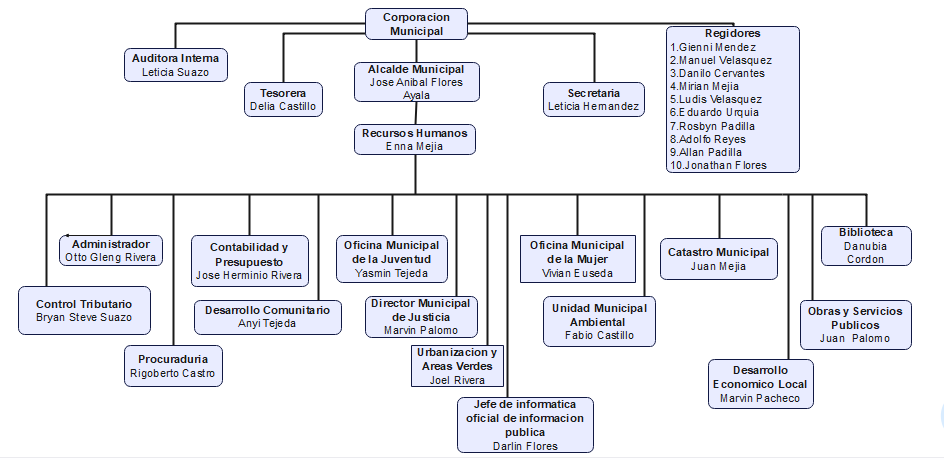 Corporacion
Municipal
Auditora Interna
Leticia Suazo
Tesorera
Delia Castillo
Alcalde Municipal
Jose Anibal Flores
Ayala
Secretaria
Leticia Hernandez
Regidores
1.Gienni Mendez
2.Manuel Velasquez
3.Danilo Cervantes
4.Mirian Mejia
5.Ludis Velasquez
6.Eduardo Urquia
7.Rosbyn Padilla
8.Adolfo Reyes
9.Allan Padilla
10.Jonathan Flores
Recursos Humanos
Enna Mejia
Administrador
Otto Gleng Rivera
Contabilidad y
Presupuesto
Jose Herminio Rivera
Oficina Municipal
de la Juventud
Yasmin Tejeda
Oficina Municipal
de la Mujer
Vivian Euseda
Catastro Municipal
Juan Mejia
Biblioteca
Danubia
Cordon
Control Tributario
Bryan Steve Suazo
Desarrollo Comunitario
Anyi Tejeda
Director Municipal
de Justicia
Marvin Palomo
Unidad Municipal
Ambiental
Fabio Castillo
Obras y Servicios
Publicos
Juan Palomo
Procuraduria
Rigoberto Castro
Urbanizacion y
Areas Verdes
Joel Rivera
Desarrollo
Economico Local
Marvin Pacheco
Jefe de informatica
oficial de informacion
publica
Darlin Flores